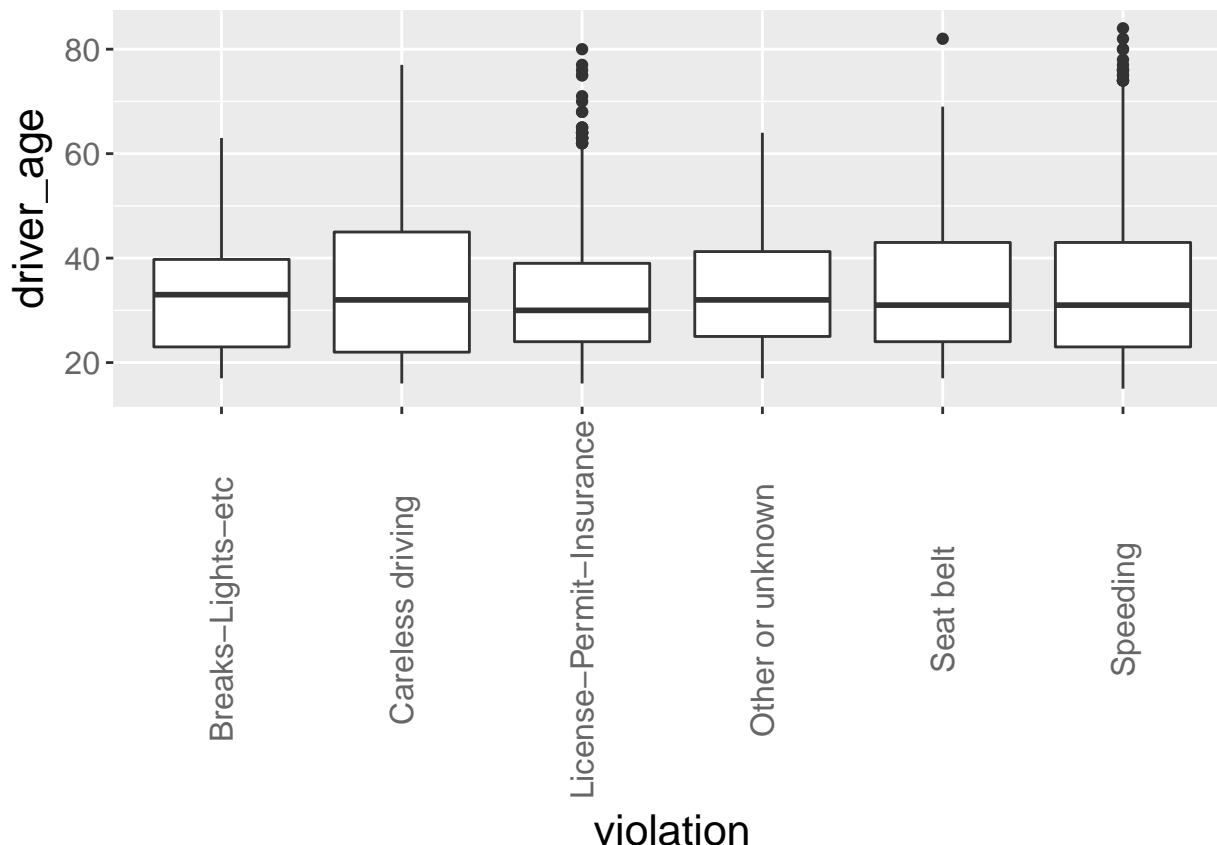 driver_age
80
60
40
20
Breaks−Lights−etc
Careless driving
License−Permit−Insurance
Other or unknown
Seat belt
Speeding
violation